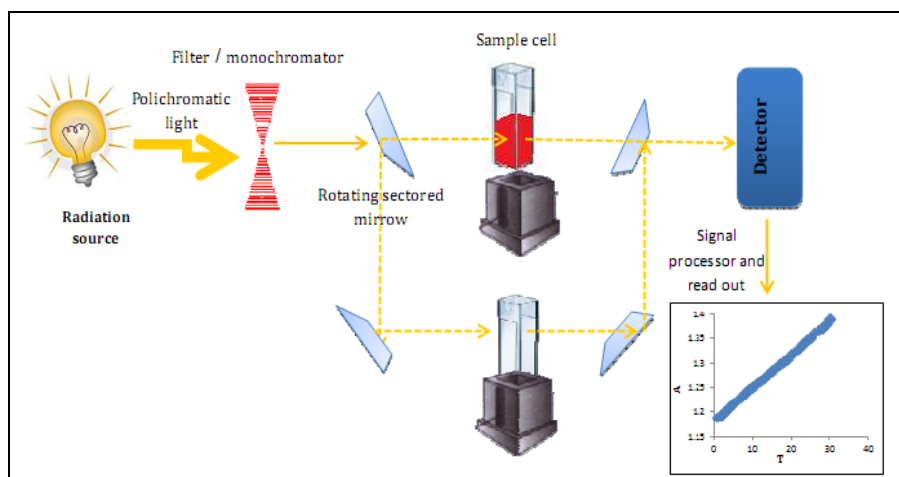 Sample cell
Filter / monochromator
Polichromatic
light
Rotating sectored
mirrow
Radiation
source
Detector
Signal
processor and
read out
1.4
1.35
1.3
1.25
1.2
1.15
A
0
10
20
30
40
T